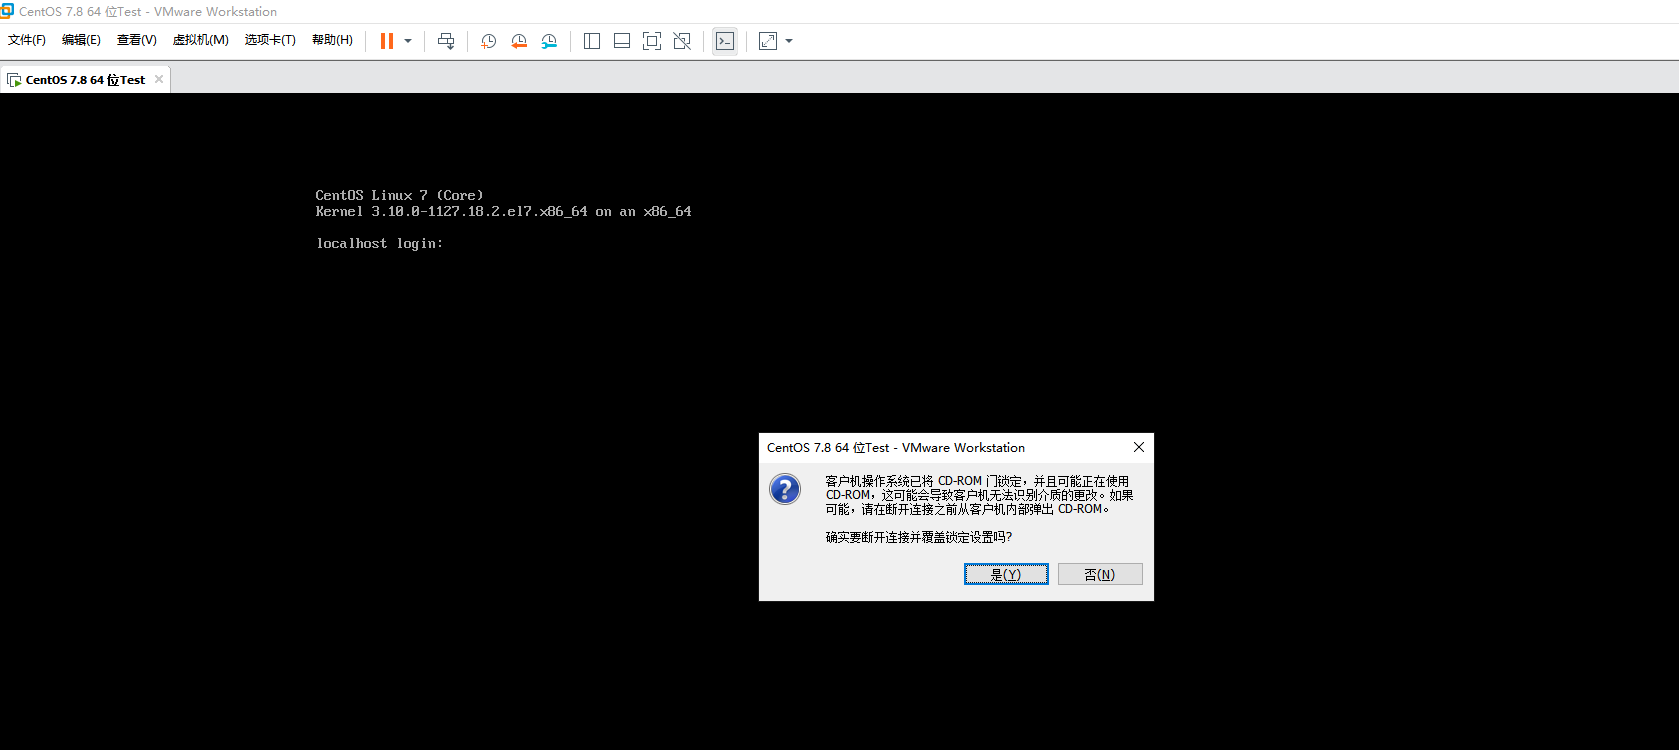 CentOS 7.8 64 位Test - VMware Workstation
文件(F) 编辑(E) 查看(V) 虚拟机(M) 选项卡(T) 帮助(H)
CentOS 7.8 64 位Test
CentOS Linux 7 (Core)
Kernel 3.10.0-1127.18.2.el7.x86_64 on an x86_64
localhost login:
CentOS 7.8 64 位Test - VMware Workstation
客户机操作系统已将 CD-ROM 门锁定，并且可能正在使用
CD-ROM，这可能会导致客户机无法识别介质的更改。如果
可能，请在断开连接之前从客户机内部弹出 CD-ROM。
确实要断开连接并覆盖锁定设置吗?
是(Y) 否(N)